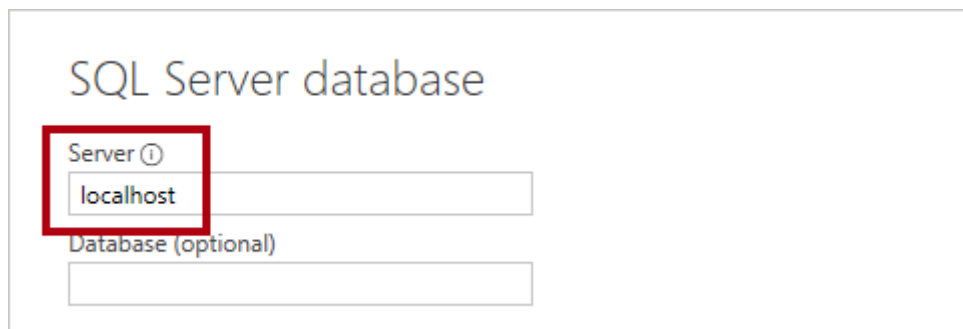 SQL Server database
Server
localhost
Database (optional)